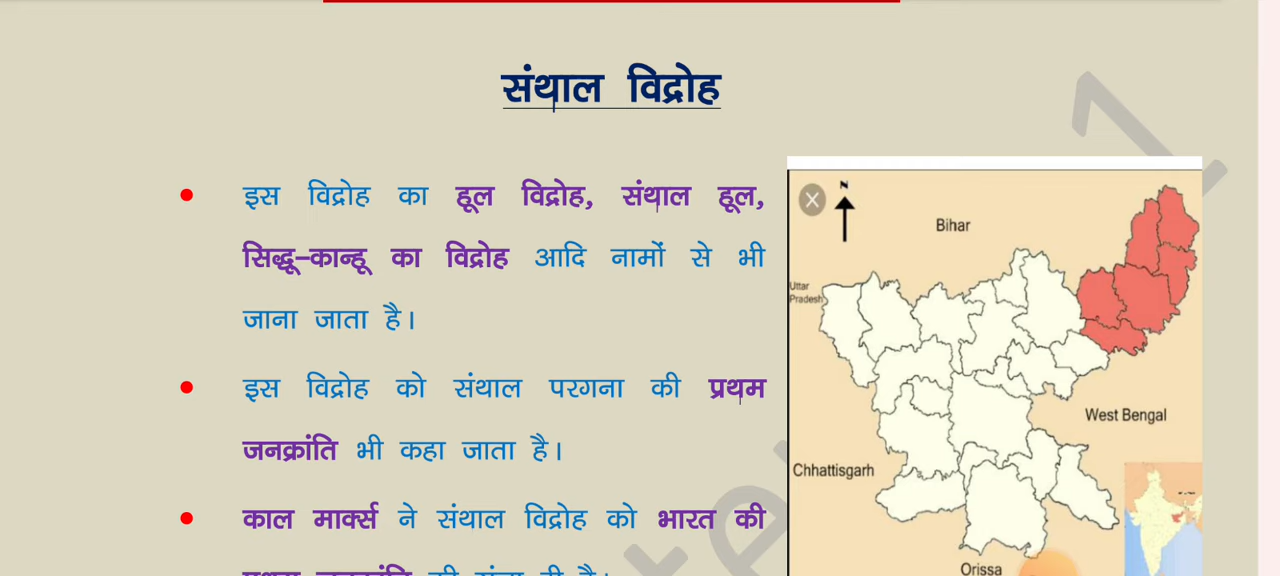 संथाल विद्रोह
• इस विद्रोह का हूल विद्रोह, संथाल हूल,
सिद्धू-कान्हू का विद्रोह आदि नामों से भी
जाना जाता है।
• इस विद्रोह को संथाल परगना की प्रथम
जनक्रांति भी कहा जाता है।
• काल मार्क्स ने संथाल विद्रोह को भारत की
N
Bihar
Uttar
Pradesh
West Bengal
Chhattisgarh
Orissa